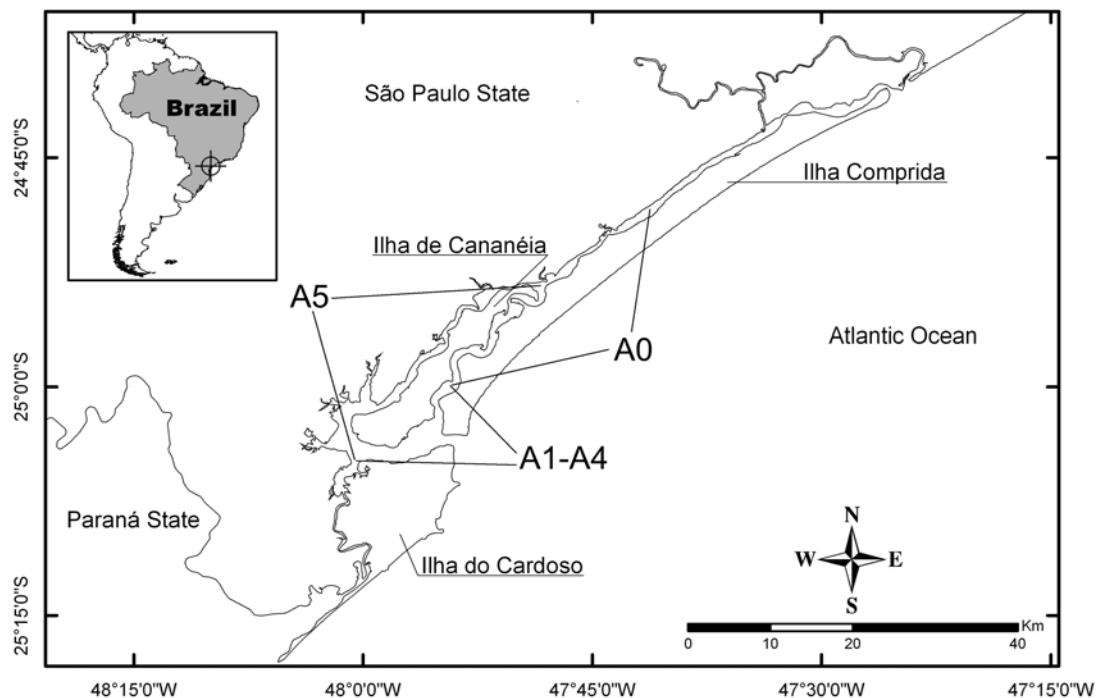 Brazil
São Paulo State
24°45'0"S
Ilha Comprida
Ilha de Cananéia
A5
A0
Atlantic Ocean
25°0'0"S
A1-A4
Paraná State
N
W
E
S
Ilha do Cardoso
25°15'0"S
Km
0
10
20
40
48°15'0"W
48°0'0"W
47°45'0"W
47°30'0"W
47°15'0"W